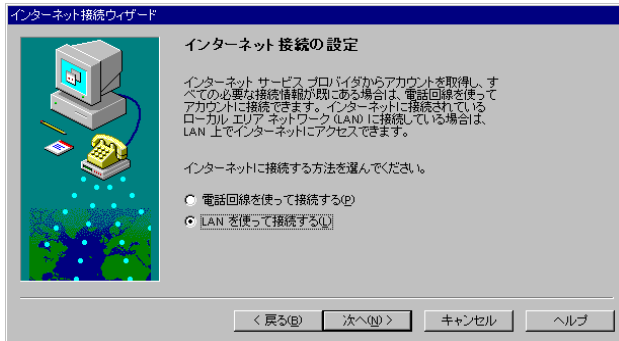 インターネット接続ウィザード
インターネット接続の設定
インターネット サービス プロバイダからアカウントを取得し、す
べての必要な接続情報が既にある場合は、電話回線を使って
アカウントに接続できます。インターネットに接続されている
ローカル エリア ネットワーク (LAN) に接続している場合は、
LAN 上でインターネットにアクセスできます。
インターネットに接続する方法を選んでください。
電話回線を使って接続する(P)
LAN を使って接続する(L)
< 戻る(B)
次へ(N) >
キャンセル
ヘルプ